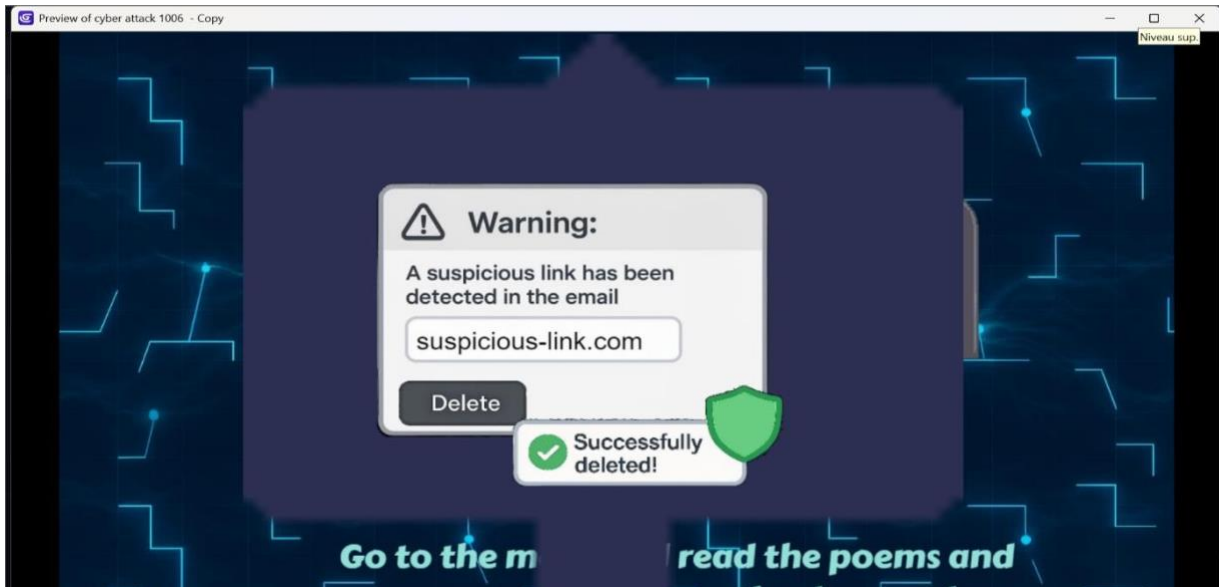 Preview of cyber attack 1006 - Copy
Niveau sup.
Warning:
A suspicious link has been
detected in the email
suspicious-link.com
Delete
Successfully
deleted!
Go to the read the poems and